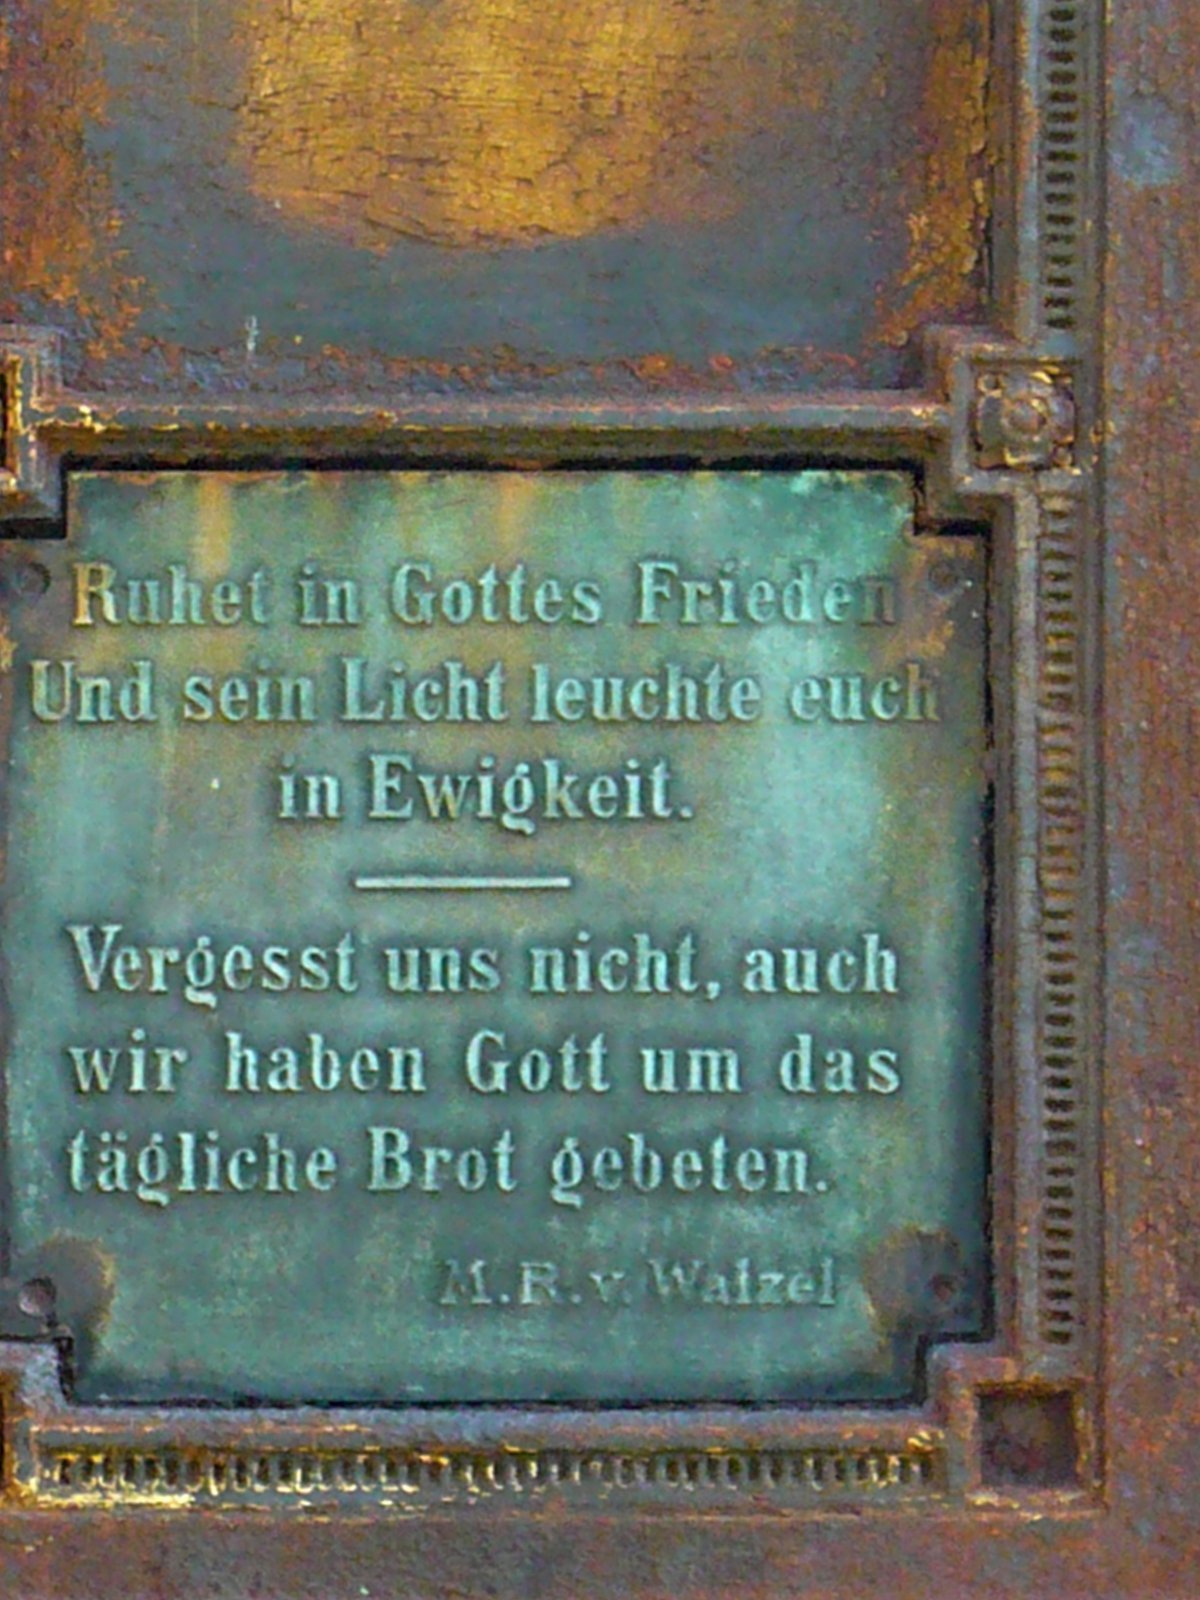 Ruhet in Gottes Frieden
Und sein Licht leuchte euch
in Ewigkeit.
Vergesst uns nicht, auch
wir haben Gott um das
tägliche Brot gebeten.
M. R. v. Walzel